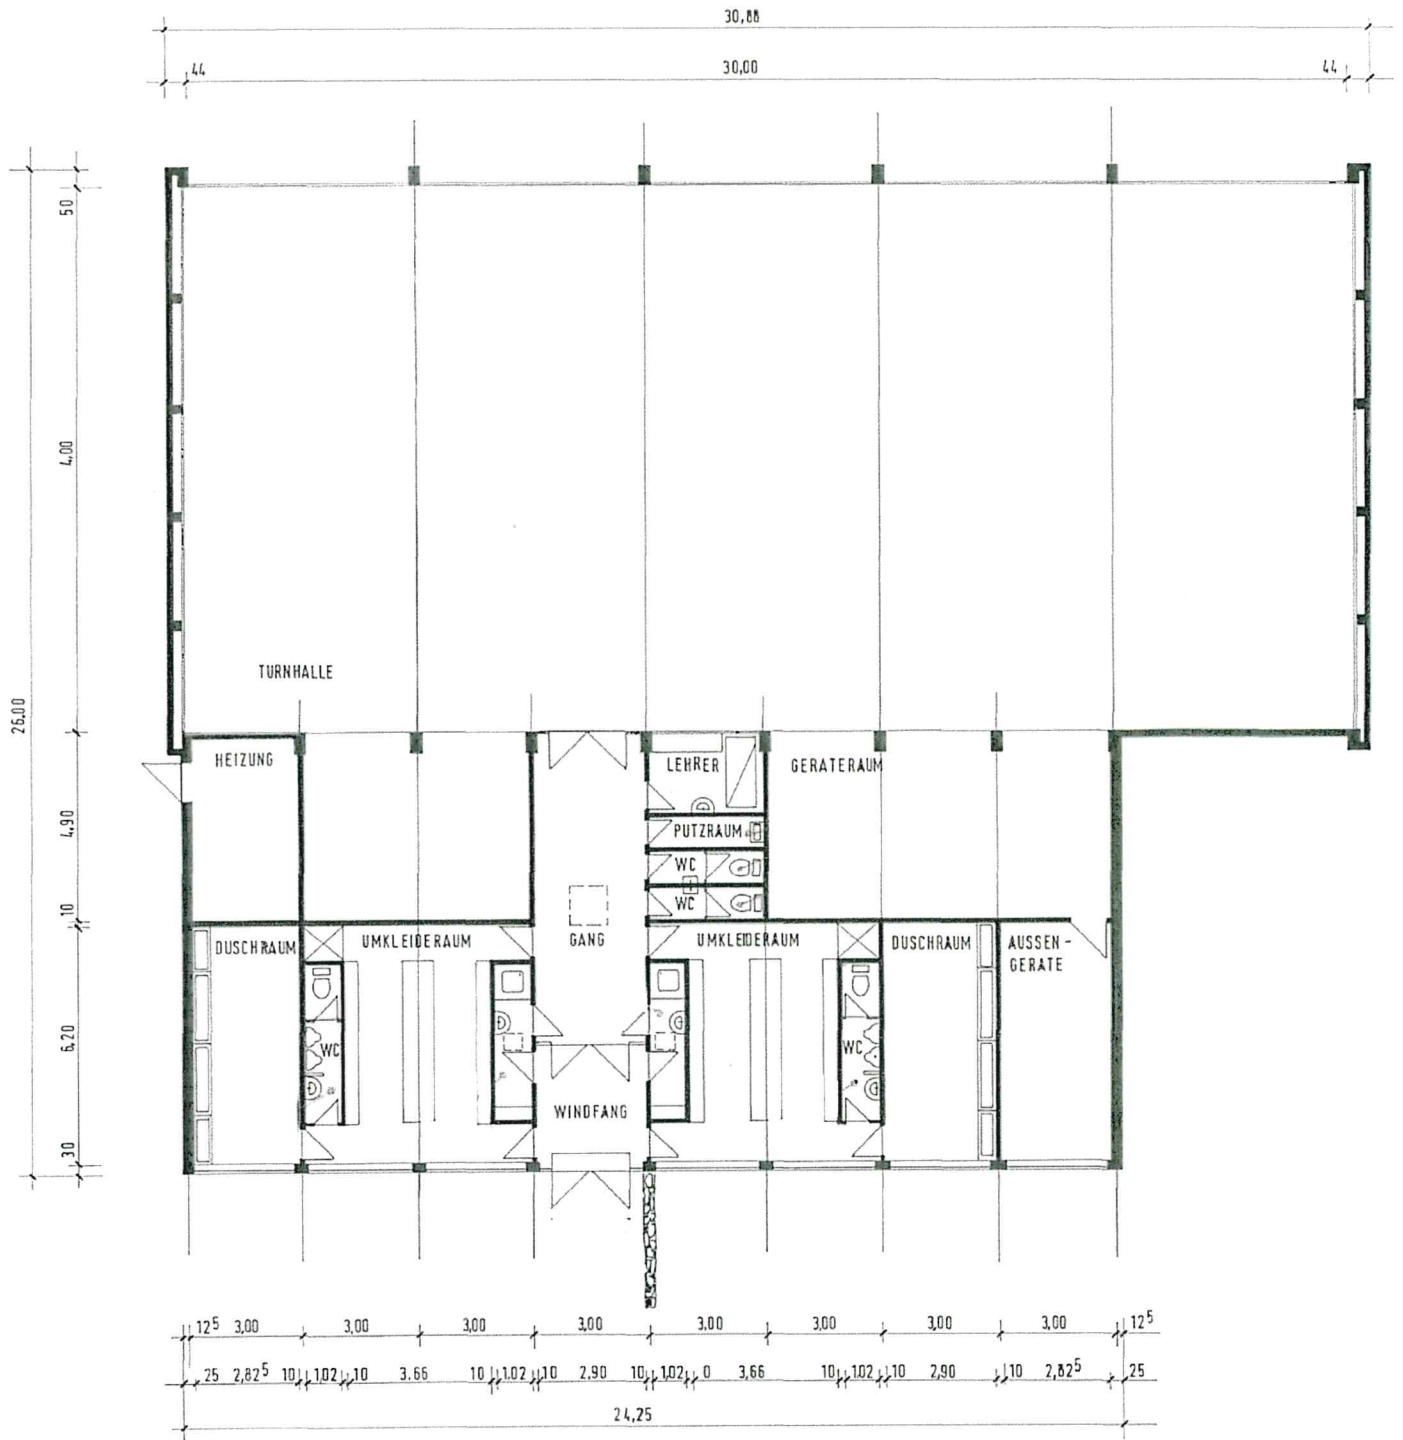 30,88
44 30,00 44
50
4,00
26.00
4.90
10
6,20
30
TURNHALLE
HEIZUNG
LEHRER
GERATERAUM
PUTZRAUM
WC
WC
DUSCHRAUM
UMKLEIDERAUM
GANG
UMKLEIDERAUM
DUSCHRAUM
AUSSEN-
GERATE
WC
WC
WINDFANG
12⁵ 3,00 3,00 3,00 3,00 3,00 3,00 3,00 3,00 12⁵
25 2,82⁵ 10 1,02 10 3.66 10 1.02 10 2.90 10 1,02 0 3,66 10 1.02 10 2,90 10 2,82⁵ 25
24,25